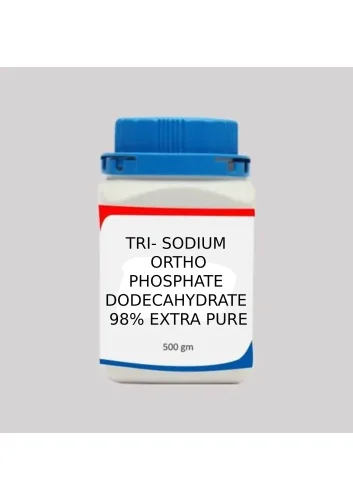 TRI- SODIUM
ORTHO
PHOSPHATE
DODECAHYDRATE
98% EXTRA PURE
500 gm